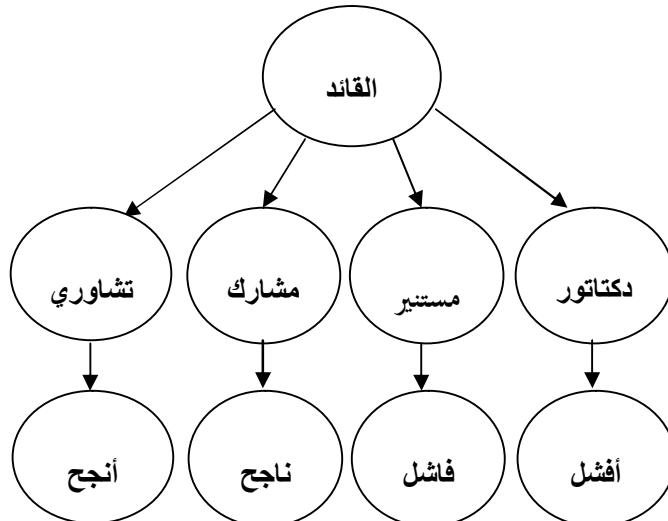 القائد
دكتاتور
مستنير
مشارك
تشاوري
أفشل
فاشل
ناجح
أنجح